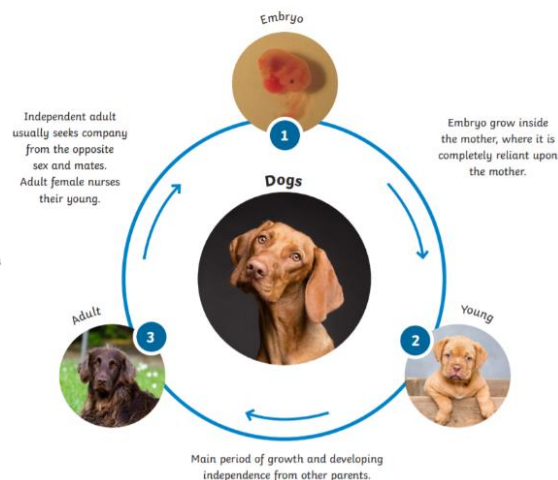 Embryo
1
Embryo grow inside
the mother, where it is
completely reliant upon
the mother.
Young
2
Main period of growth and developing
independence from other parents.
Adult
3
Independent adult
usually seeks company
from the opposite
sex and mates.
Adult female nurses
their young.
Dogs